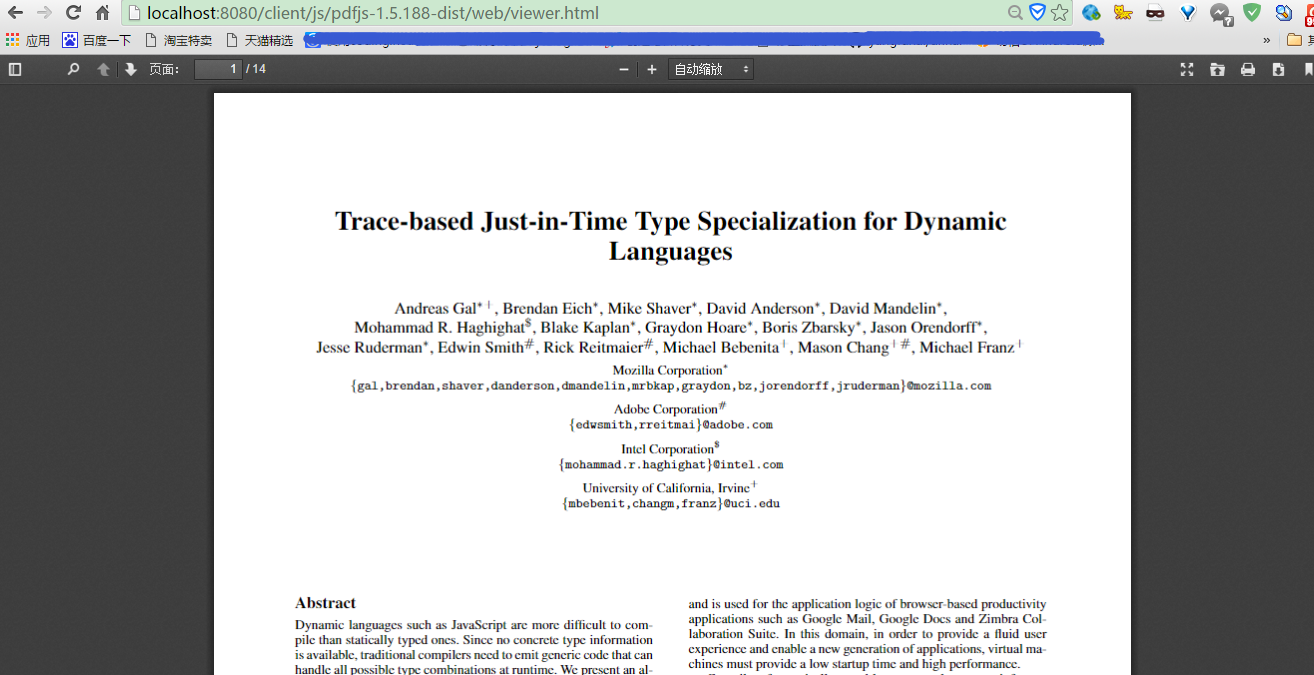 localhost:8080/client/js/pdfjs-1.5.188-dist/web/viewer.html
应用 百度一下 淘宝特卖 天猫精选 »
页面: 1 / 14 自动缩放
Trace-based Just-in-Time Type Specialization for Dynamic
Languages
Andreas Gal*+, Brendan Eich*, Mike Shaver*, David Anderson*, David Mandelin*,
Mohammad R. Haghighat$, Blake Kaplan*, Graydon Hoare*, Boris Zbarsky*, Jason Orendorff*,
Jesse Ruderman*, Edwin Smith#, Rick Reitmaier#, Michael Bebenita+, Mason Chang+#, Michael Franz+
Mozilla Corporation*
{gal,brendan,shaver,danderson,dmandelin,mrbkap,graydon,bz,jorendorff,jruderman}@mozilla.com
Adobe Corporation#
{edwsmith,rreitmai}@adobe.com
Intel Corporation$
{mohammad.r.haghighat}@intel.com
University of California, Irvine+
{mbebenit,changm,franz}@uci.edu
Abstract
Dynamic languages such as JavaScript are more difficult to com-
pile than statically typed ones. Since no concrete type information
is available, traditional compilers need to emit generic code that can
handle all possible type combinations at runtime. We present an al-
and is used for the application logic of browser-based productivity
applications such as Google Mail, Google Docs and Zimbra Col-
laboration Suite. In this domain, in order to provide a fluid user
experience and enable a new generation of applications, virtual ma-
chines must provide a low startup time and high performance.